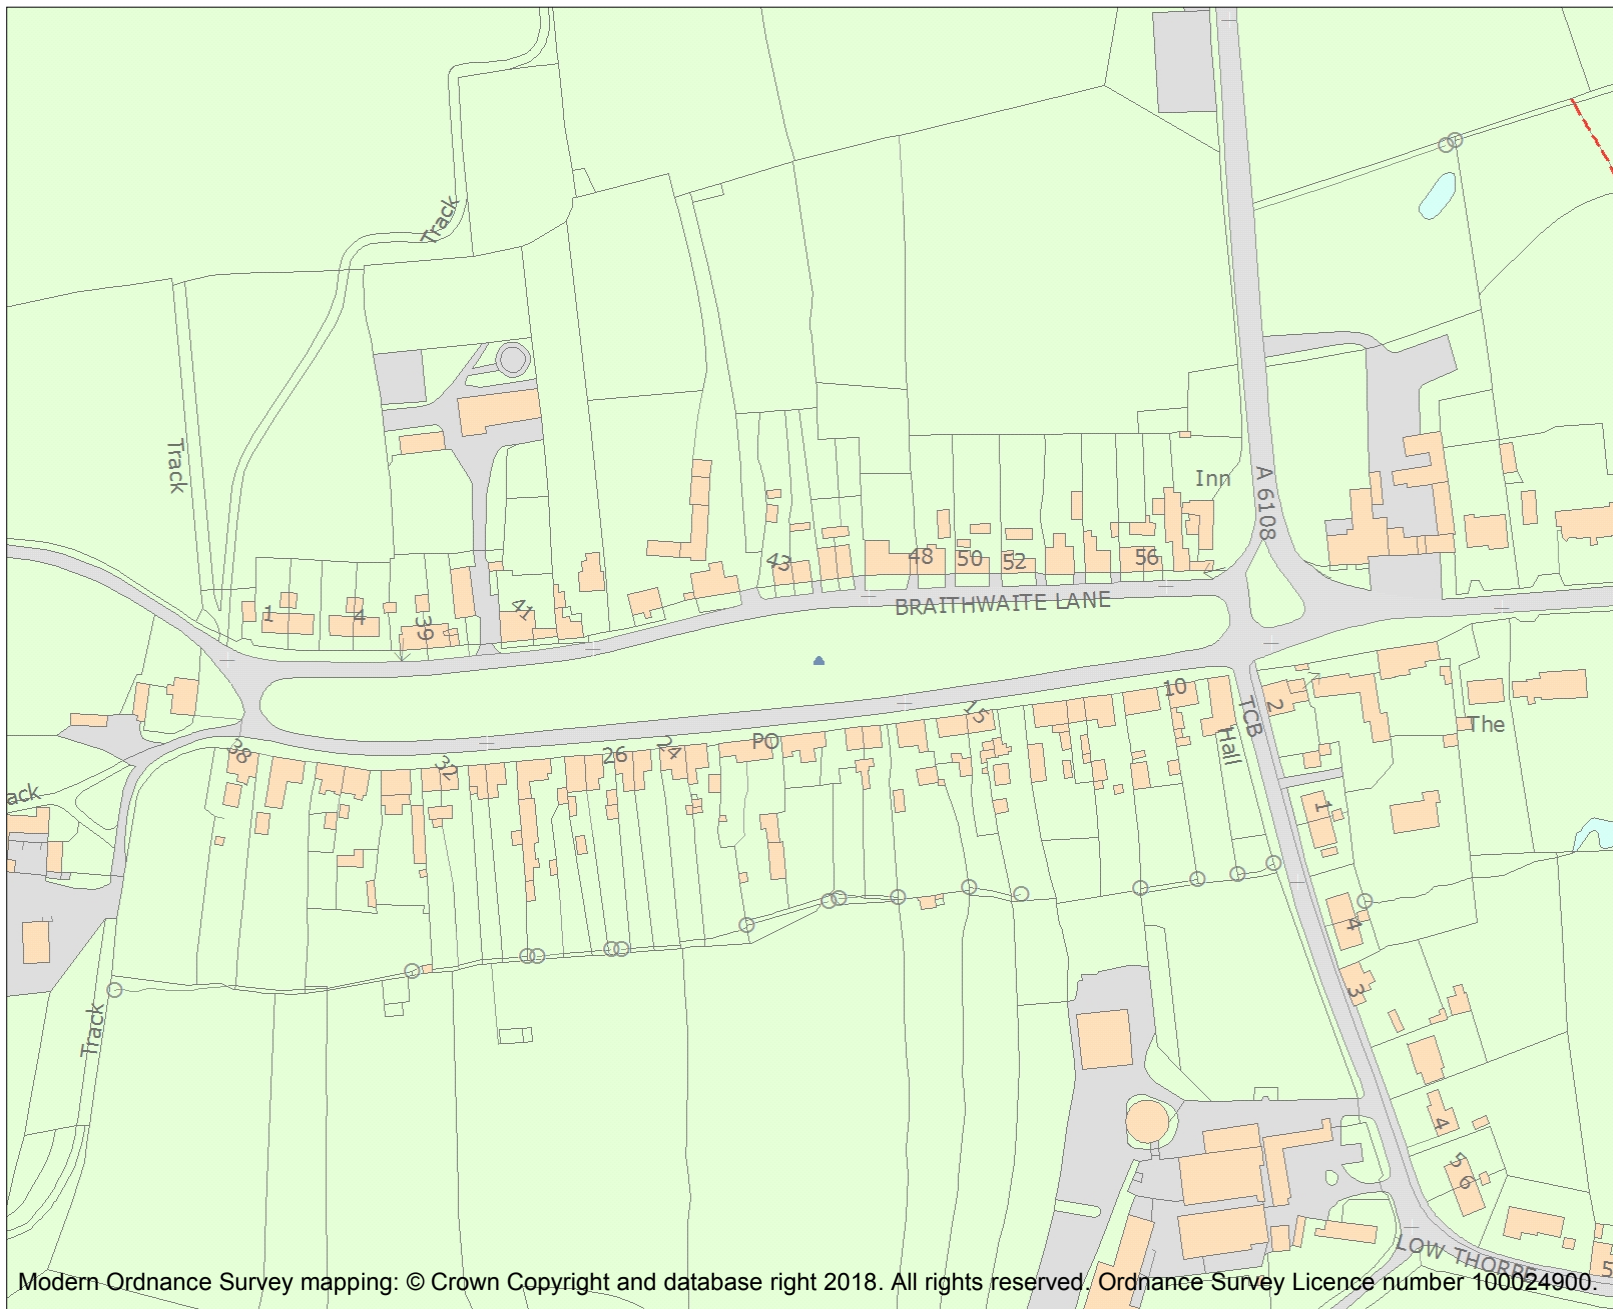 Track
Track
Inn
A 6108
43
48
50
52
56
BRAITHWAITE LANE
1
4
39
41
10
15
TCB
2
Hall
The
PO
38
32
26
24
ack
1
4
3
Track
4
5
6
LOW THORPE
5
Modern Ordnance Survey mapping: © Crown Copyright and database right 2018. All rights reserved. Ordnance Survey Licence number 100024900.